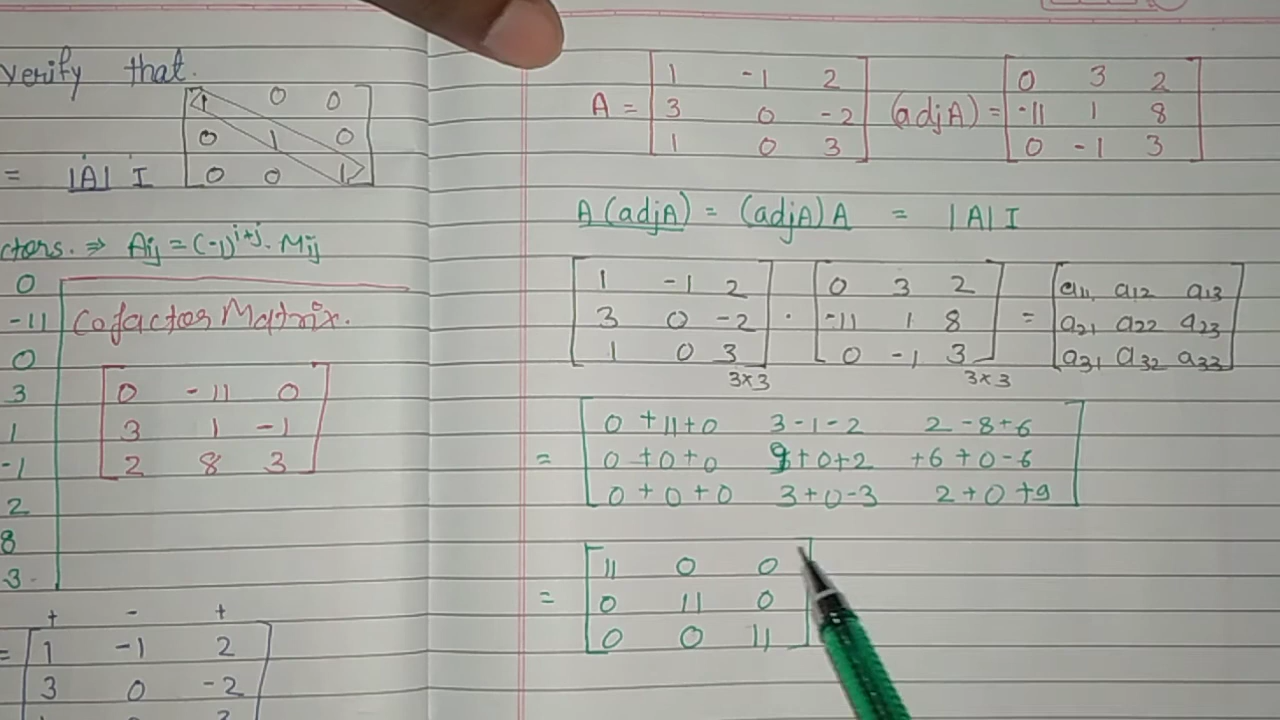 verify that.
1 0 0
0 1 0
= |A| I 0 0 1
ctors. ⇒ Aij = (-1)^i+j . Mij
0
-11
0
3
1
-1
2
8
3.
Cofactor Matrix.
0 -11 0
3 1 -1
2 8 3
+ - +
= 1 -1 2
3 0 -2
A = 1 -1 2
3 0 -2
1 0 3
(adjA) = 0 3 2
-11 1 8
0 -1 3
A (adjA) = (adjA) A = |A| I
1 -1 2 . 0 3 2 = a11 a12 a13
3 0 -2 -11 1 8 a21 a22 a23
1 0 3 0 -1 3 a31 a32 a33
3×3 3×3
= 0 + 11 + 0 3 - 1 - 2 2 - 8 + 6
0 + 0 + 0 9 + 0 + 2 + 6 + 0 - 6
0 + 0 + 0 3 + 0 - 3 2 + 0 + 9
= 11 0 0
0 11 0
0 0 11